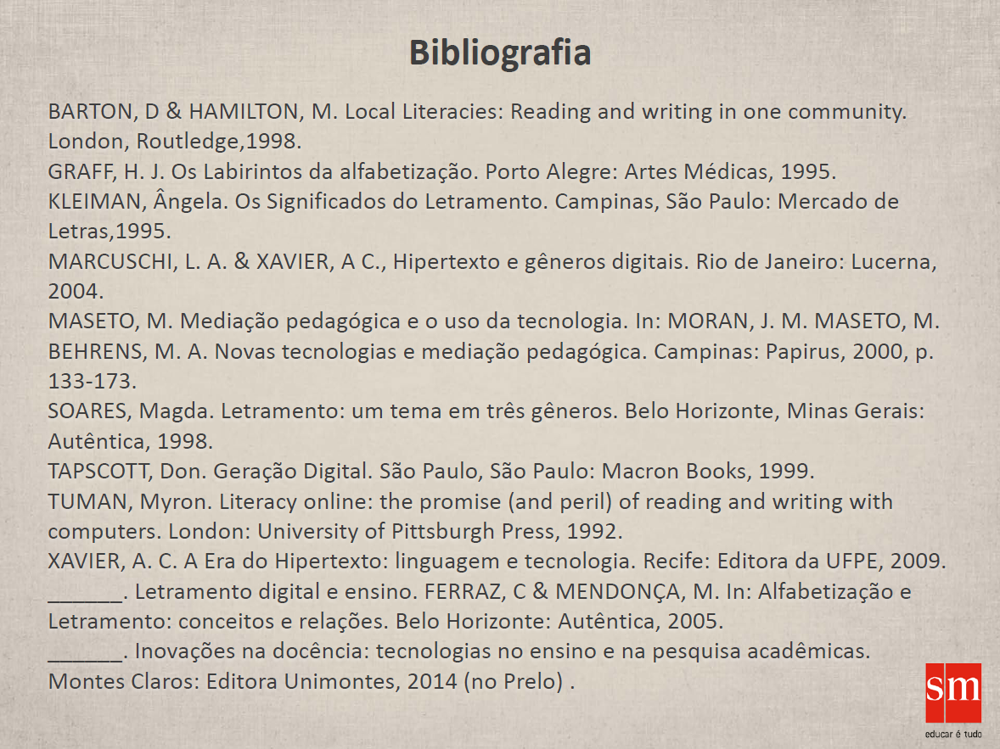 Bibliografia
BARTON, D & HAMILTON, M. Local Literacies: Reading and writing in one community.
London, Routledge,1998.
GRAFF, H. J. Os Labirintos da alfabetização. Porto Alegre: Artes Médicas, 1995.
KLEIMAN, Ângela. Os Significados do Letramento. Campinas, São Paulo: Mercado de
Letras,1995.
MARCUSCHI, L. A. & XAVIER, A C., Hipertexto e gêneros digitais. Rio de Janeiro: Lucerna,
2004.
MASETO, M. Mediação pedagógica e o uso da tecnologia. In: MORAN, J. M. MASETO, M.
BEHRENS, M. A. Novas tecnologias e mediação pedagógica. Campinas: Papirus, 2000, p.
133-173.
SOARES, Magda. Letramento: um tema em três gêneros. Belo Horizonte, Minas Gerais:
Autêntica, 1998.
TAPSCOTT, Don. Geração Digital. São Paulo, São Paulo: Macron Books, 1999.
TUMAN, Myron. Literacy online: the promise (and peril) of reading and writing with
computers. London: University of Pittsburgh Press, 1992.
XAVIER, A. C. A Era do Hipertexto: linguagem e tecnologia. Recife: Editora da UFPE, 2009.
______. Letramento digital e ensino. FERRAZ, C & MENDONÇA, M. In: Alfabetização e
Letramento: conceitos e relações. Belo Horizonte: Autêntica, 2005.
______. Inovações na docência: tecnologias no ensino e na pesquisa acadêmicas.
Montes Claros: Editora Unimontes, 2014 (no Prelo) .
sm
educar é tudo